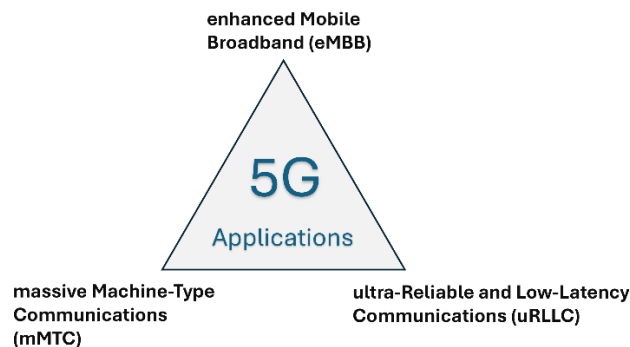 enhanced Mobile
Broadband (eMBB)
5G
Applications
massive Machine-Type
Communications
(mMTC)
ultra-Reliable and Low-Latency
Communications (uRLLC)